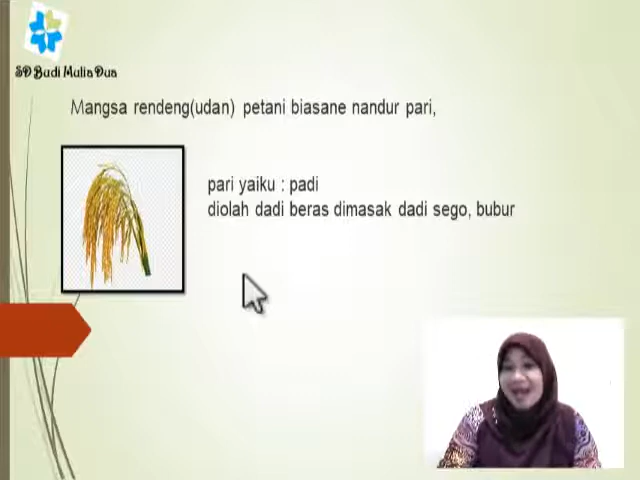 SD Budi Mulia Dua
Mangsa rendeng(udan) petani biasane nandur pari,
pari yaiku : padi
diolah dadi beras dimasak dadi sego, bubur